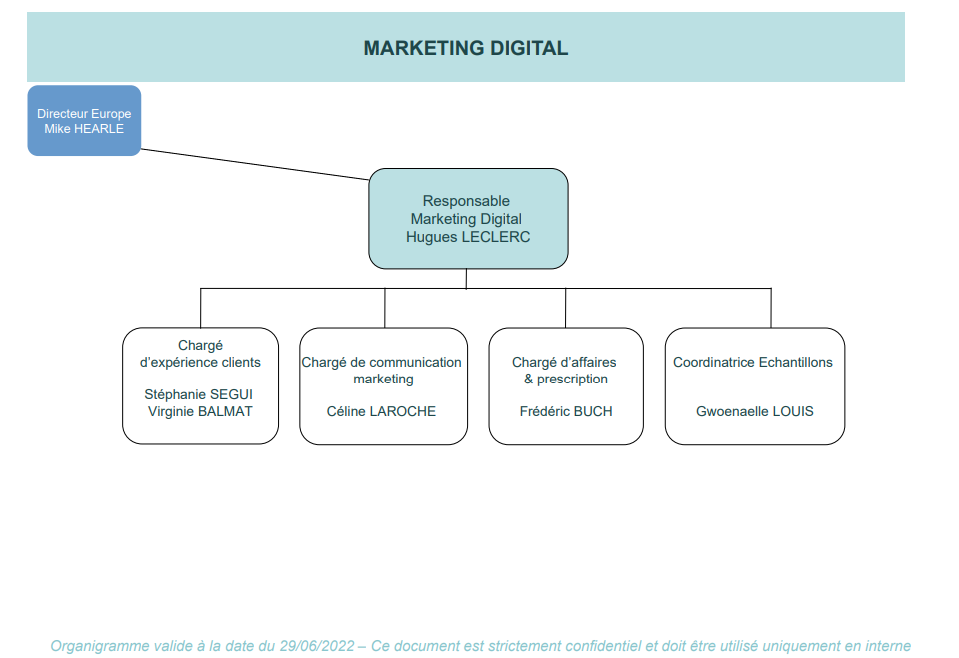 MARKETING DIGITAL
Directeur Europe
Mike HEARLE
Responsable
Marketing Digital
Hugues LECLERC
Chargé
d’expérience clients
Stéphanie SEGUI
Virginie BALMAT
Chargé de communication
marketing
Céline LAROCHE
Chargé d’affaires
& prescription
Frédéric BUCH
Coordinatrice Echantillons
Gwoenaelle LOUIS
Organigramme valide à la date du 29/06/2022 – Ce document est strictement confidentiel et doit être utilisé uniquement en interne